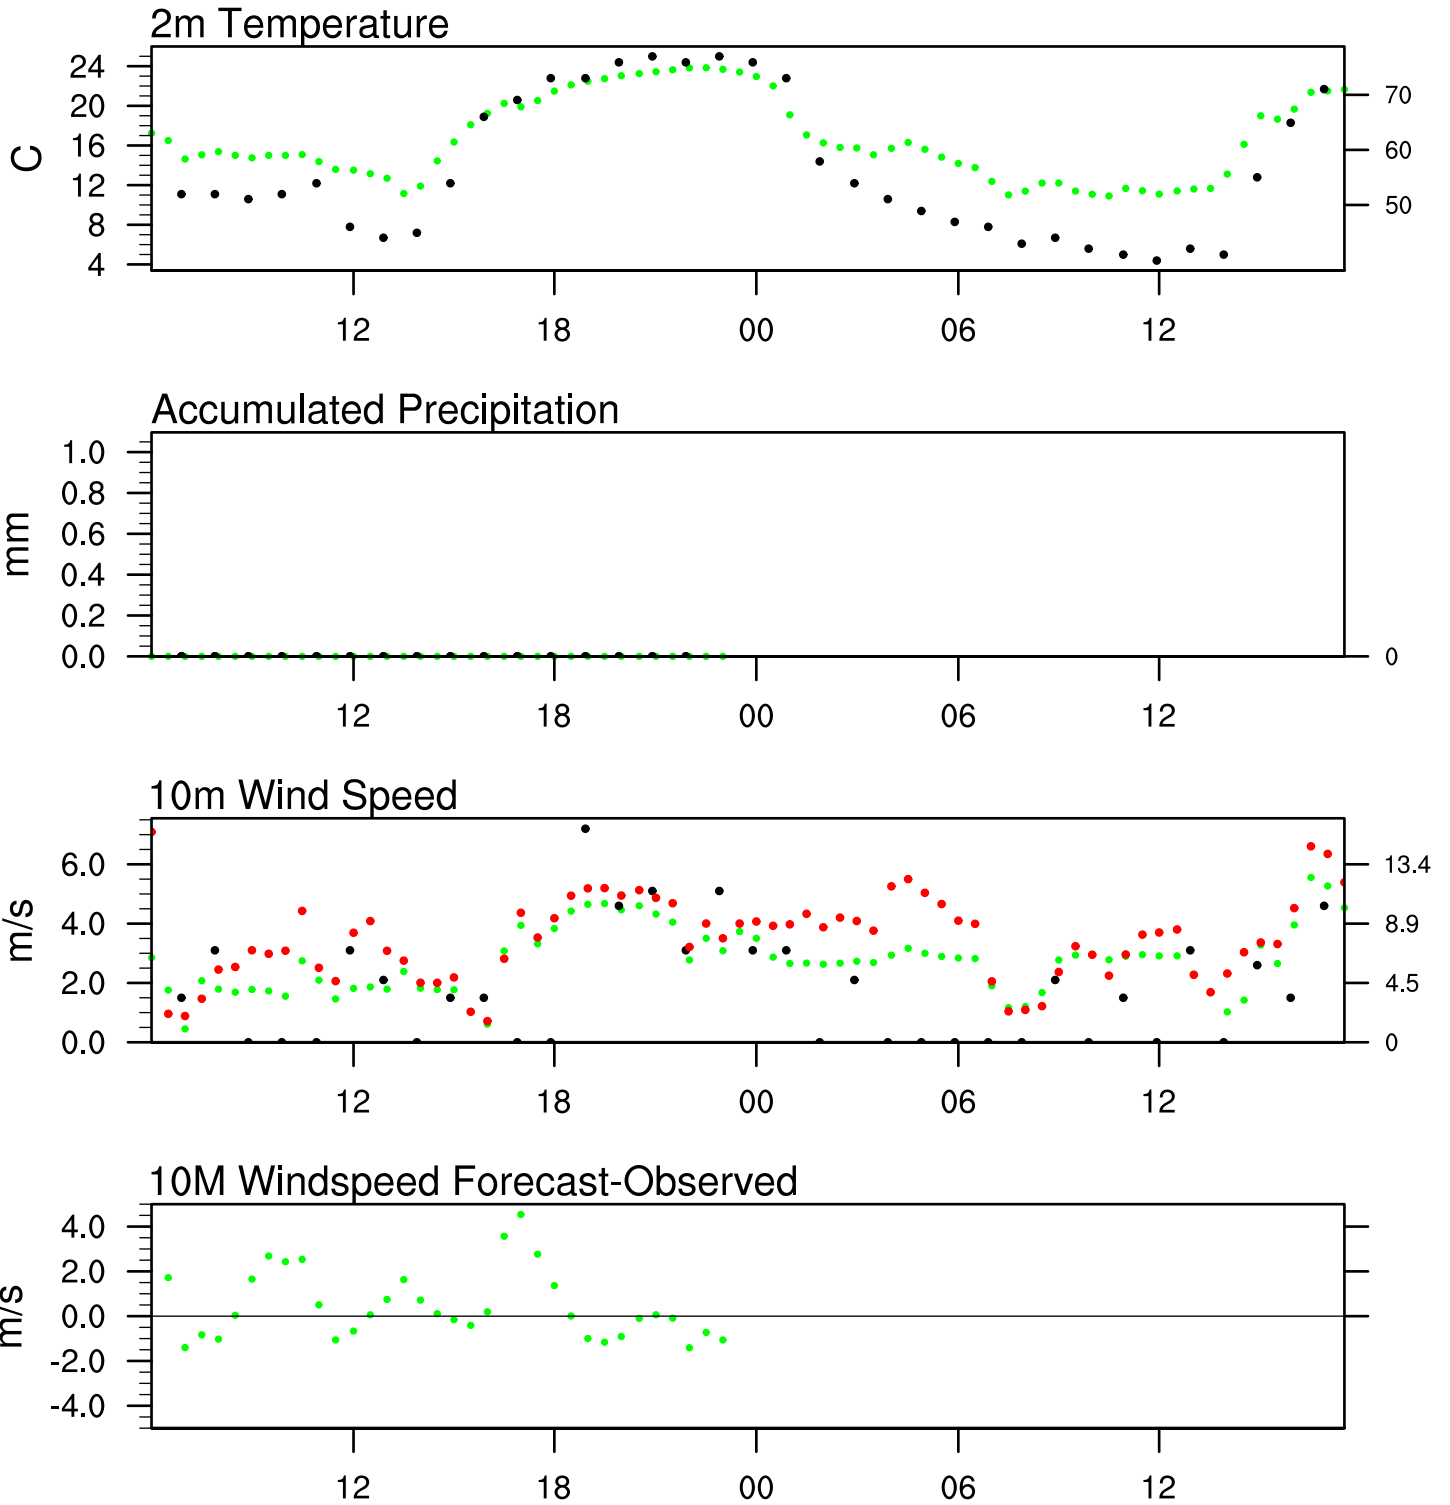 2m Temperature
24
20
16
12
8
4
C
70
60
50
12 18 00 06 12
Accumulated Precipitation
1.0
0.8
0.6
0.4
0.2
0.0
mm
0
12 18 00 06 12
10m Wind Speed
6.0
4.0
2.0
0.0
m/s
13.4
8.9
4.5
0
12 18 00 06 12
10M Windspeed Forecast-Observed
4.0
2.0
0.0
-2.0
-4.0
m/s
12 18 00 06 12